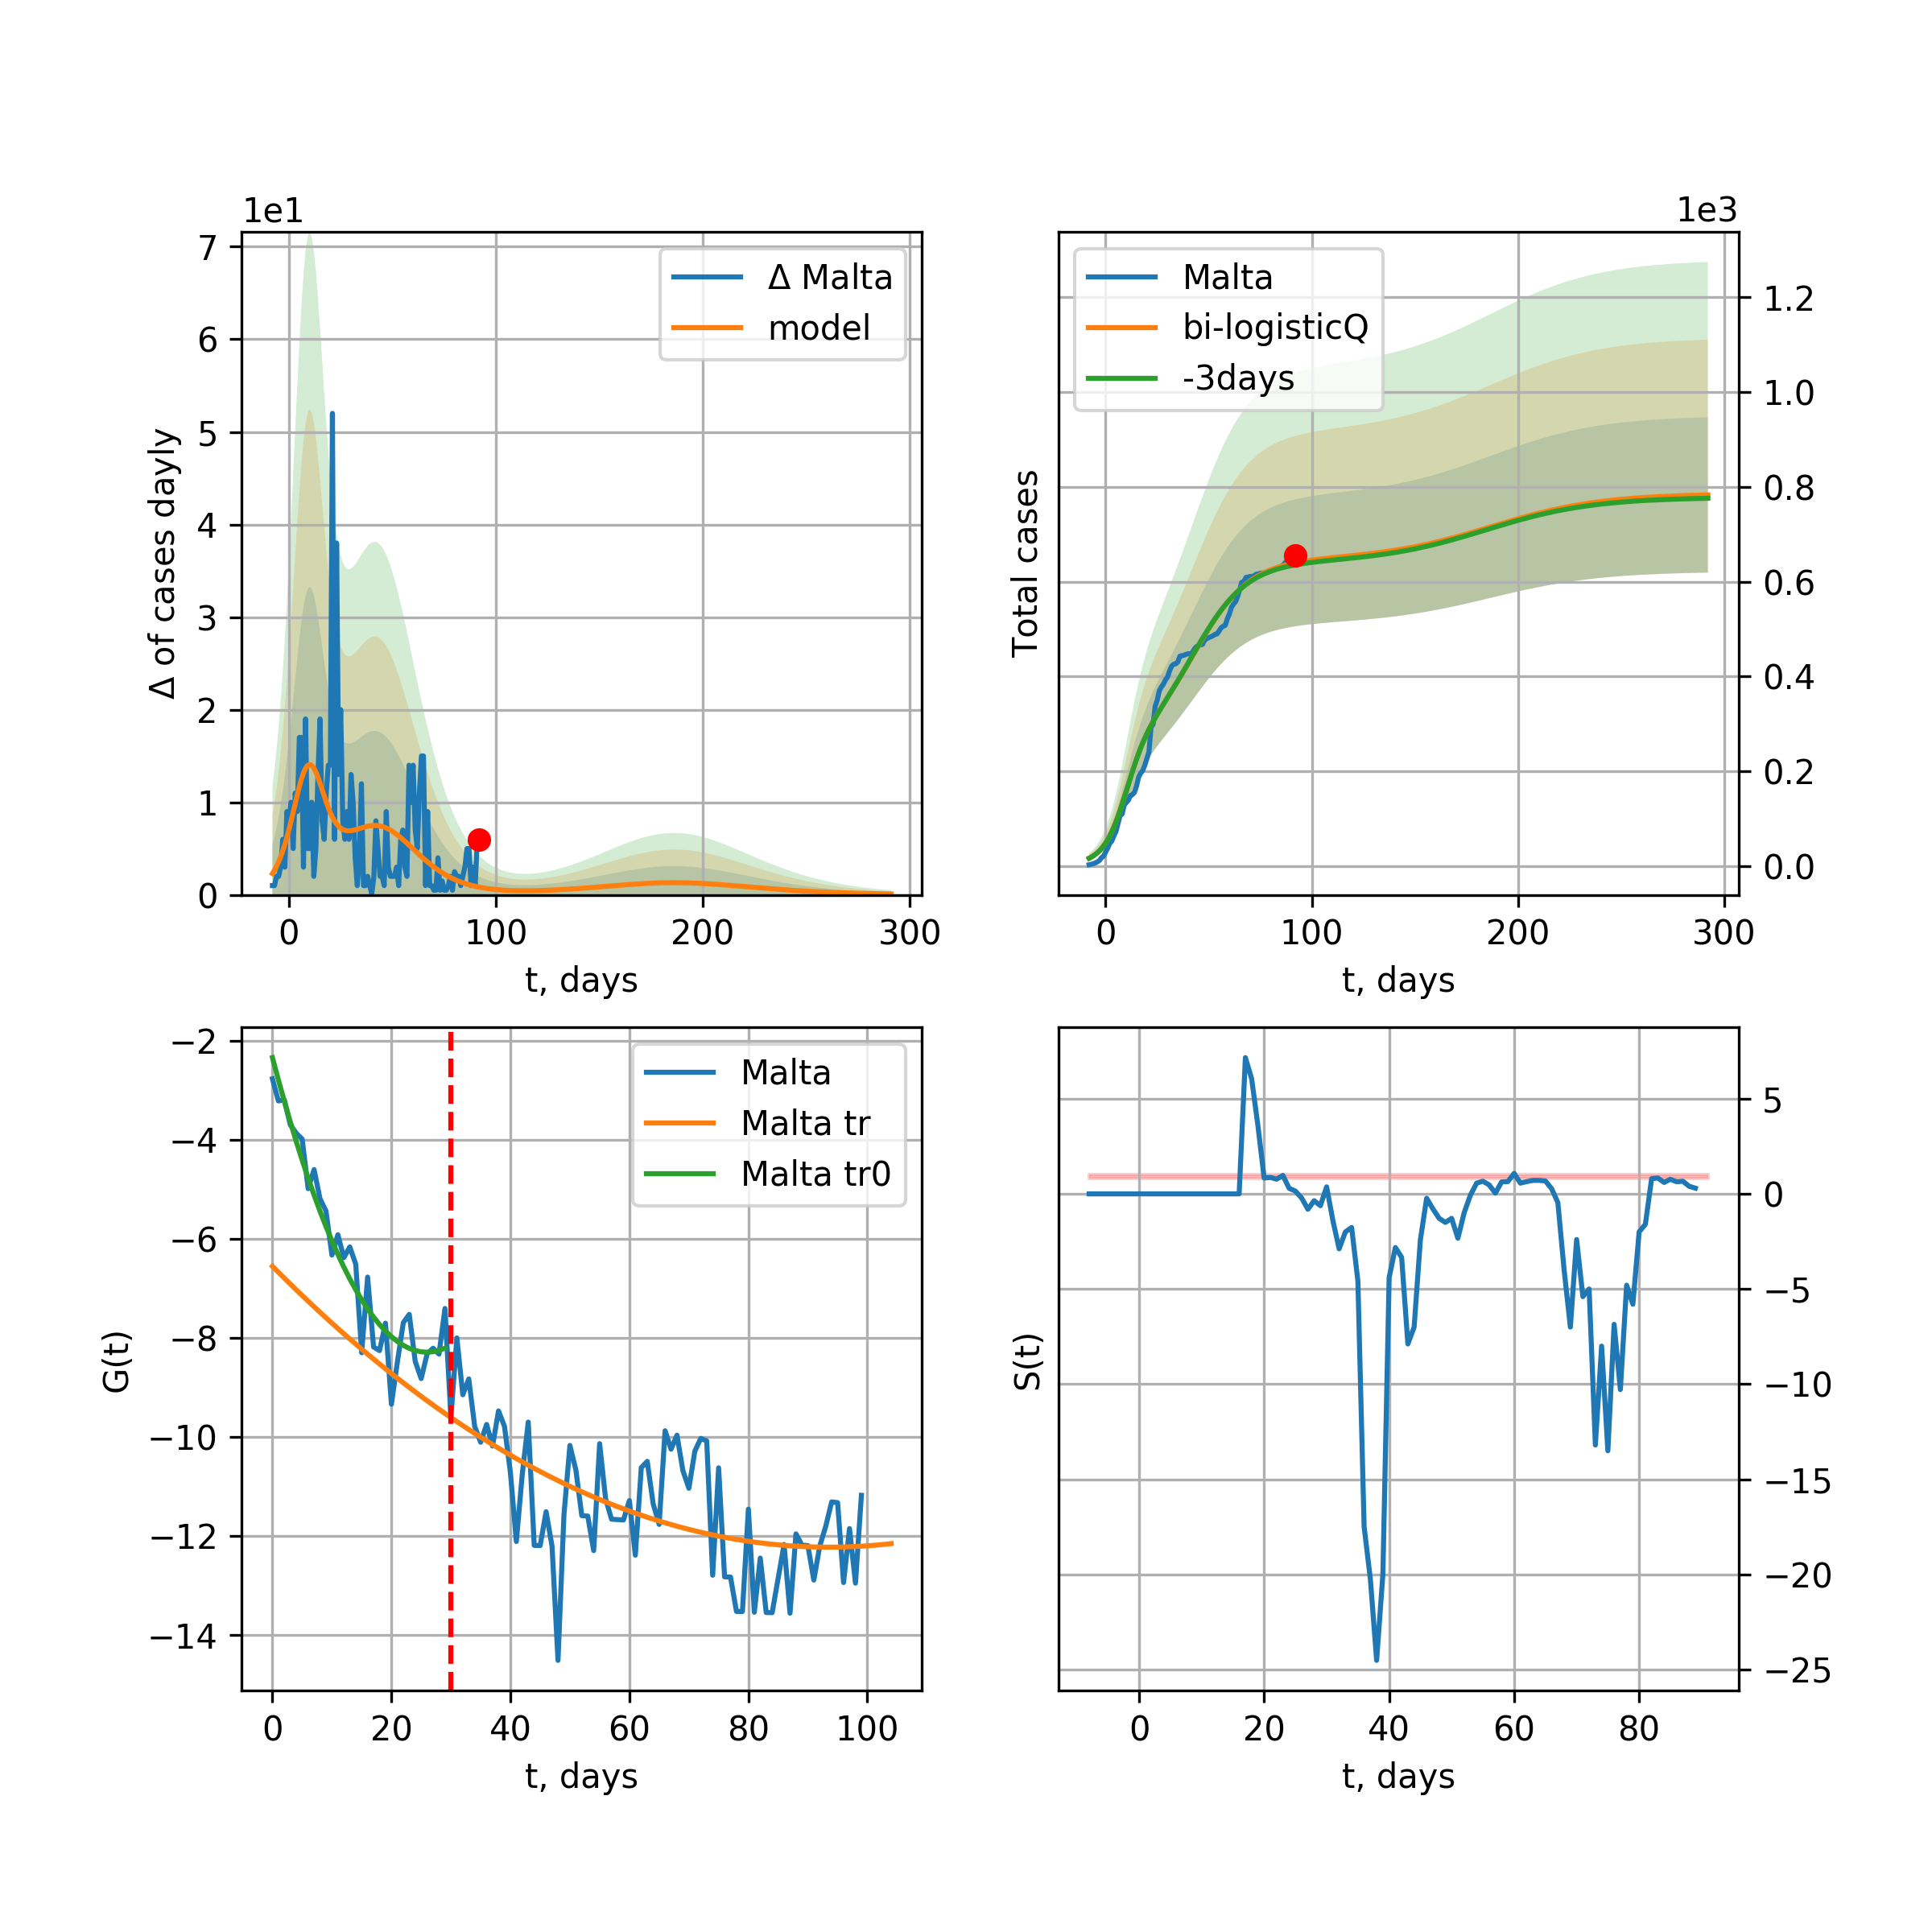 1e1
7
6
5
4
3
2
1
0
Δ of cases dayly
Δ Malta
model
0 100 200 300
t, days
1e3
Malta
bi-logisticQ
-3days
Total cases
1.2
1.0
0.8
0.6
0.4
0.2
0.0
0 100 200 300
t, days
−2
−4
−6
−8
−10
−12
−14
G(t)
Malta
Malta tr
Malta tr0
0 20 40 60 80 100
t, days
S(t)
5
0
−5
−10
−15
−20
−25
0 20 40 60 80
t, days